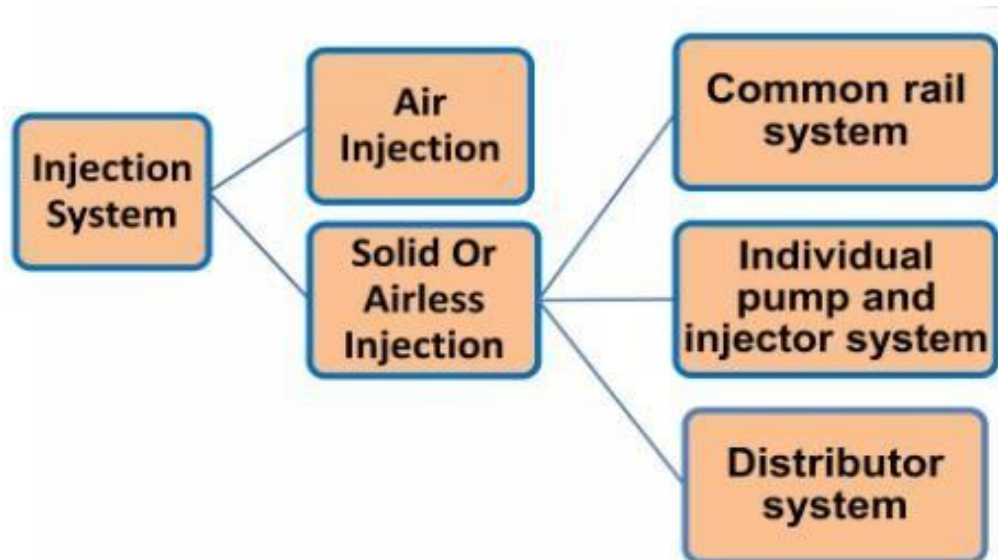 Injection
System
Air
Injection
Solid Or
Airless
Injection
Common rail
system
Individual
pump and
injector system
Distributor
system